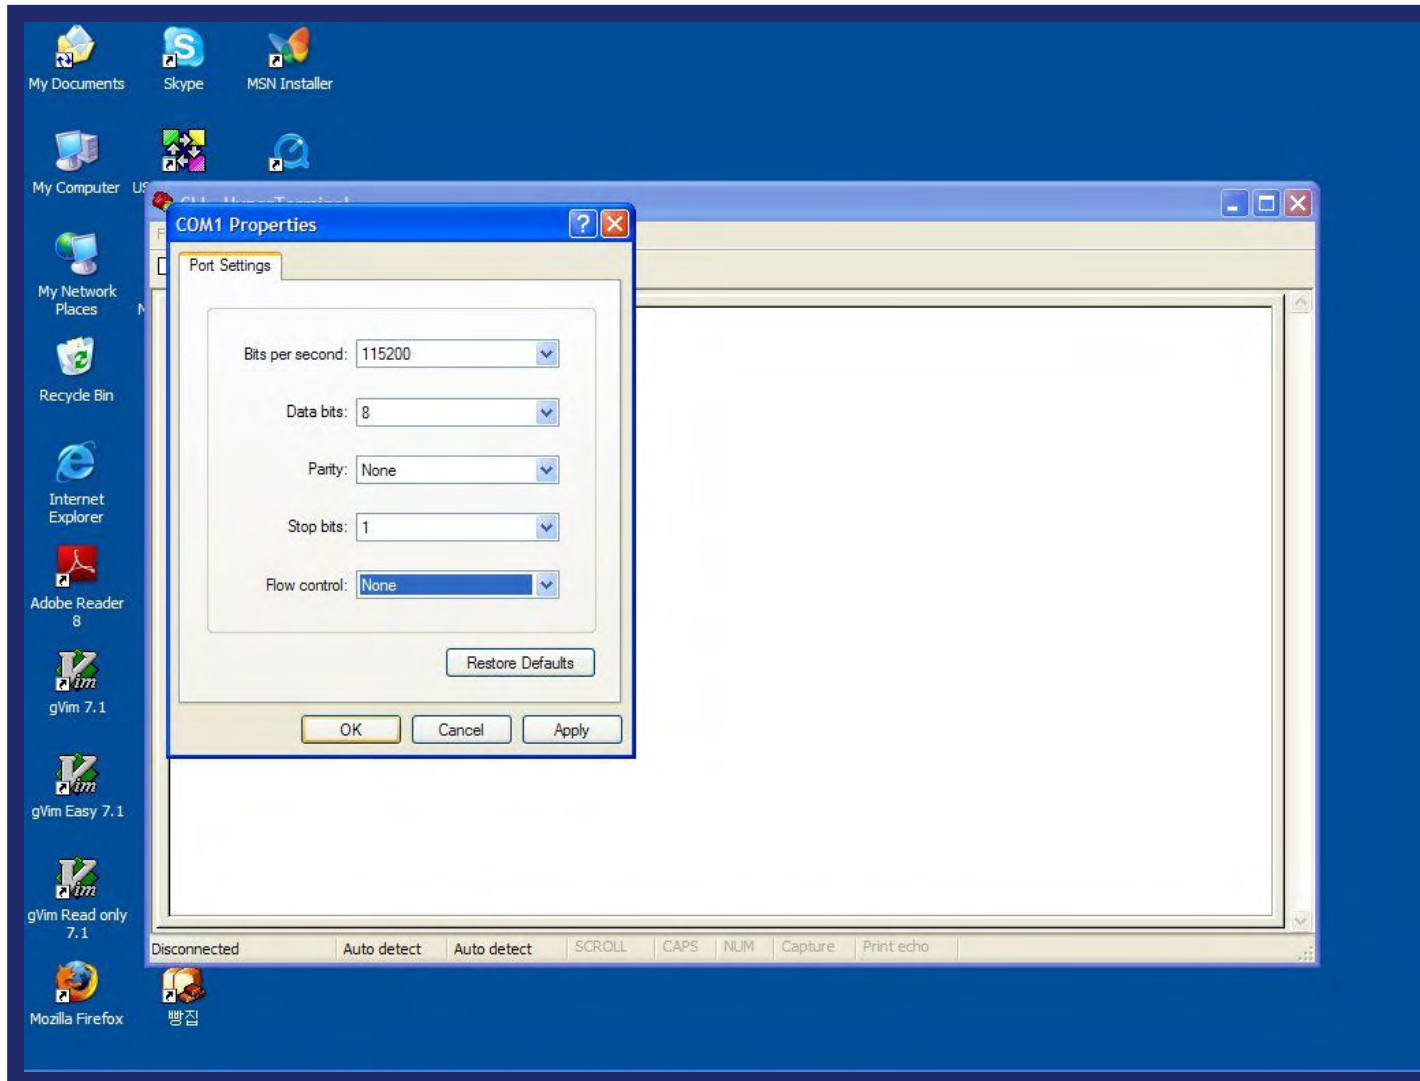 My Documents
Skype
MSN Installer
My Computer
COM1 Properties
Port Settings
My Network
Places
Bits per second: 115200
Data bits: 8
Parity: None
Stop bits: 1
Flow control: None
Restore Defaults
OK
Cancel
Apply
Recycle Bin
Internet
Explorer
Adobe Reader
8
gVim 7.1
gVim Easy 7.1
gVim Read only
7.1
Disconnected
Auto detect
Auto detect
SCROLL
CAPS
NUM
Capture
Print echo
Mozilla Firefox
빵집